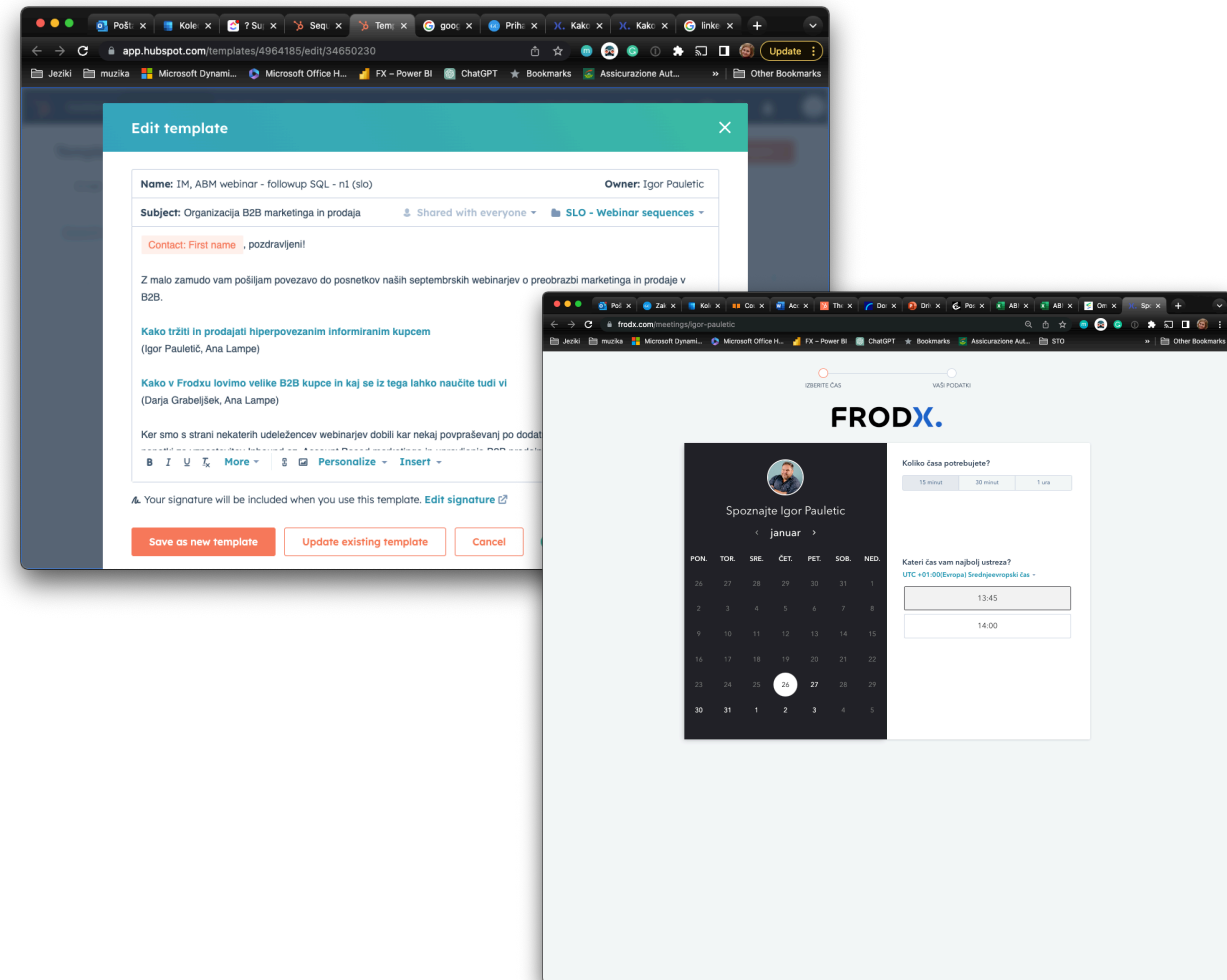 Pošt
Kole
? Su
Sequ
Temp
goog
Priha
Kako
Kako
linke
app.hubspot.com/templates/4964185/edit/34650230
Update
Jeziki
muzika
Microsoft Dynami...
Microsoft Office H...
FX – Power BI
ChatGPT
Bookmarks
Assicurazione Aut...
»
Other Bookmarks
Edit template
Name: IM, ABM webinar - followup SQL - n1 (slo)
Owner: Igor Pauletic
Subject: Organizacija B2B marketinga in prodaja
Shared with everyone
SLO - Webinar sequences
Contact: First name , pozdravljeni!
Z malo zamudo vam pošiljam povezavo do posnetkov naših septembrskih webinarjev o preobrazbi marketinga in prodaje v
B2B.
Kako tržiti in prodajati hiperpovezanim informiranim kupcem
(Igor Pauletič, Ana Lampe)
Kako v Frodxu lovimo velike B2B kupce in kaj se iz tega lahko naučite tudi vi
(Darja Grabeljšek, Ana Lampe)
Ker smo s strani nekaterih udeležencev webinarjev dobili kar nekaj povpraševanj po dodat
B I U Tx More Personalize Insert
Your signature will be included when you use this template. Edit signature
Save as new template
Update existing template
Cancel
frodx.com/meetings/igor-pauletic
Jeziki
muzika
Microsoft Dynami...
Microsoft Office H...
FX – Power BI
ChatGPT
Bookmarks
Assicurazione Aut...
STO
»
Other Bookmarks
IZBERITE ČAS
VAŠI PODATKI
FRODX.
Spoznajte Igor Pauletic
januar
PON. TOR. SRE. ČET. PET. SOB. NED.
26 27 28 29 30 31 1
2 3 4 5 6 7 8
9 10 11 12 13 14 15
16 17 18 19 20 21 22
23 24 25 26 27 28 29
30 31 1 2 3 4 5
Koliko časa potrebujete?
15 minut
30 minut
1 ura
Kateri čas vam najbolj ustreza?
UTC +01:00(Evropa) Srednjeevropski čas
13:45
14:00